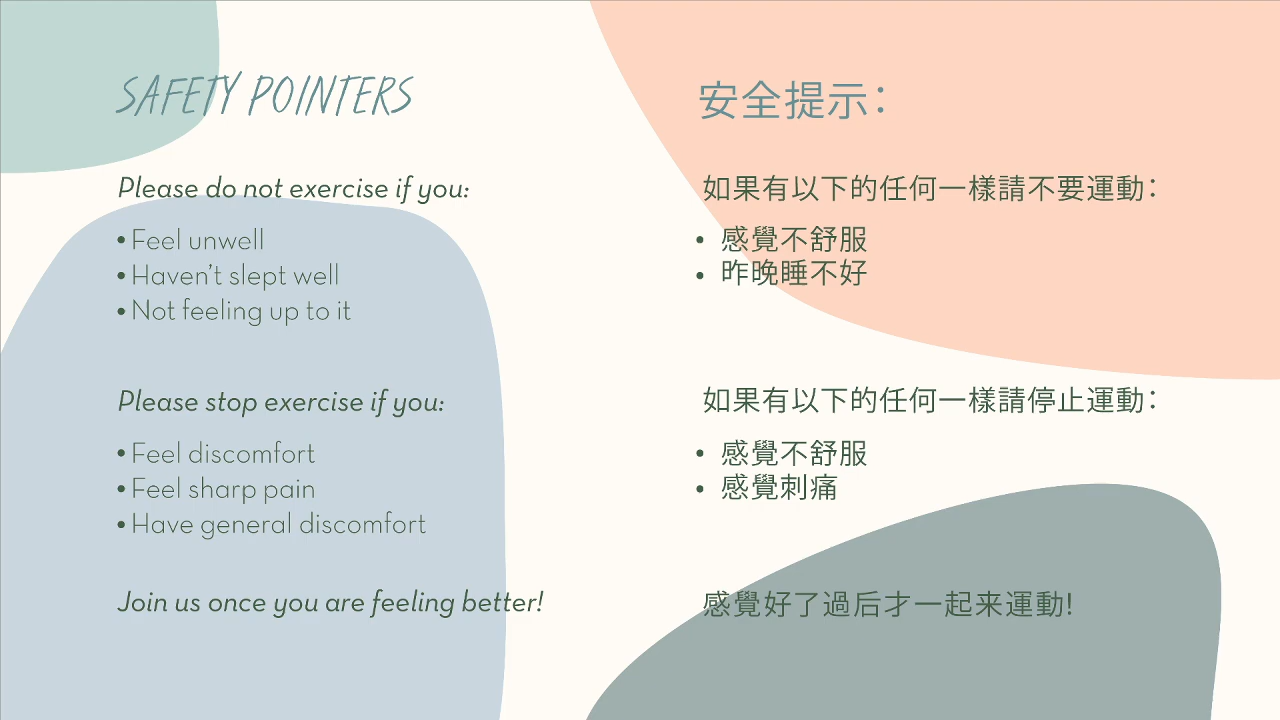 SAFETY POINTERS
Please do not exercise if you:
• Feel unwell
• Haven't slept well
• Not feeling up to it
Please stop exercise if you:
• Feel discomfort
• Feel sharp pain
• Have general discomfort
Join us once you are feeling better!
安全提示：
如果有以下的任何一樣請不要運動：
• 感覺不舒服
• 昨晚睡不好
如果有以下的任何一樣請停止運動：
• 感覺不舒服
• 感覺刺痛
感覺好了過后才一起来運動!